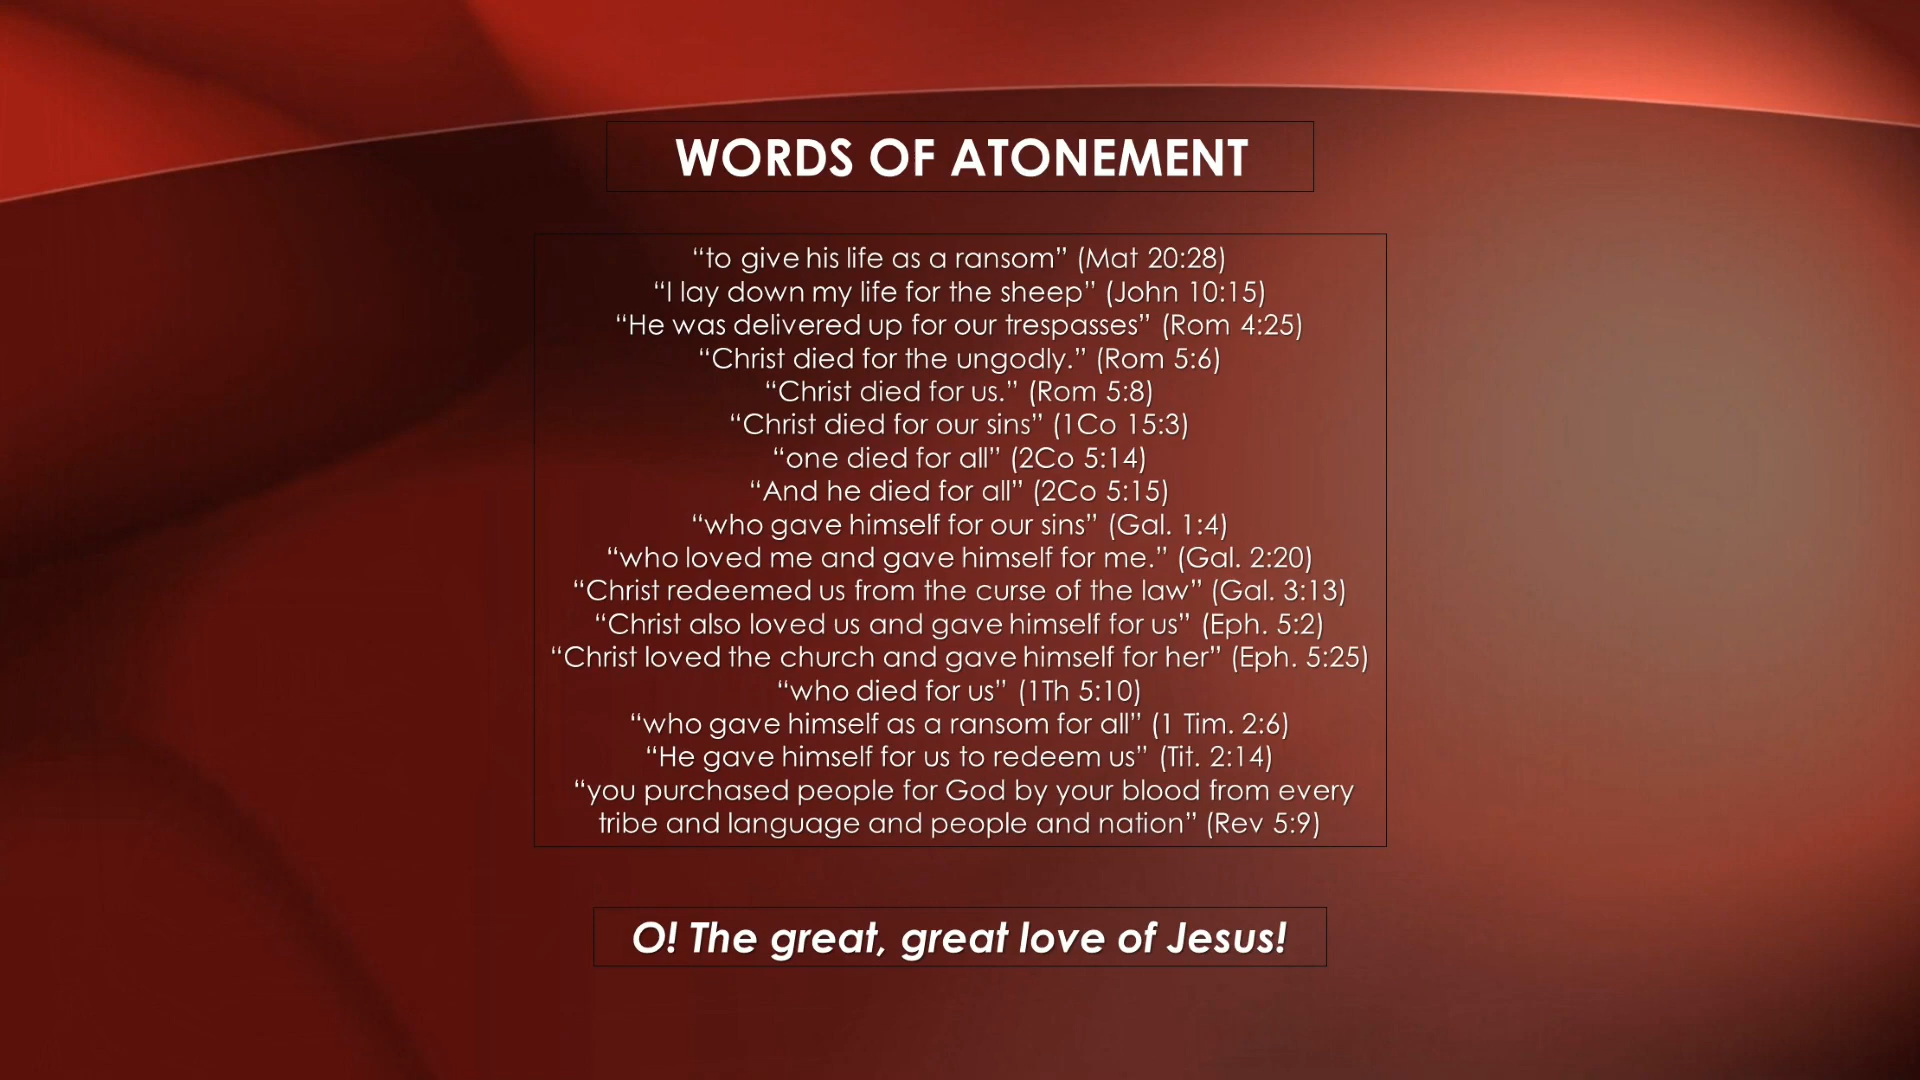 WORDS OF ATONEMENT
“to give his life as a ransom” (Mat 20:28)
“I lay down my life for the sheep” (John 10:15)
“He was delivered up for our trespasses” (Rom 4:25)
“Christ died for the ungodly.” (Rom 5:6)
“Christ died for us.” (Rom 5:8)
“Christ died for our sins” (1Co 15:3)
“one died for all” (2Co 5:14)
“And he died for all” (2Co 5:15)
“who gave himself for our sins” (Gal. 1:4)
“who loved me and gave himself for me.” (Gal. 2:20)
“Christ redeemed us from the curse of the law” (Gal. 3:13)
“Christ also loved us and gave himself for us” (Eph. 5:2)
“Christ loved the church and gave himself for her” (Eph. 5:25)
“who died for us” (1Th 5:10)
“who gave himself as a ransom for all” (1 Tim. 2:6)
“He gave himself for us to redeem us” (Tit. 2:14)
“you purchased people for God by your blood from every
tribe and language and people and nation” (Rev 5:9)
O! The great, great love of Jesus!